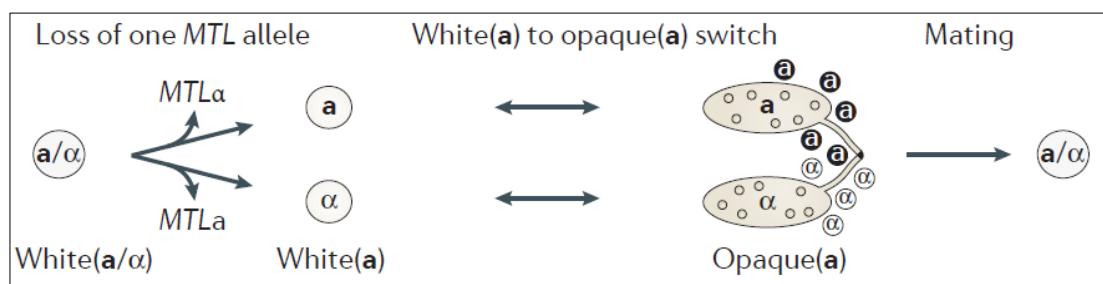 Loss of one MTL allele
White(a) to opaque(a) switch
Mating
MTLα
a/α
MTLa
White(a/α)
a
α
White(a)
a
a
a
a
a
a
α
α
α
α
α
Opaque(a)
a/α